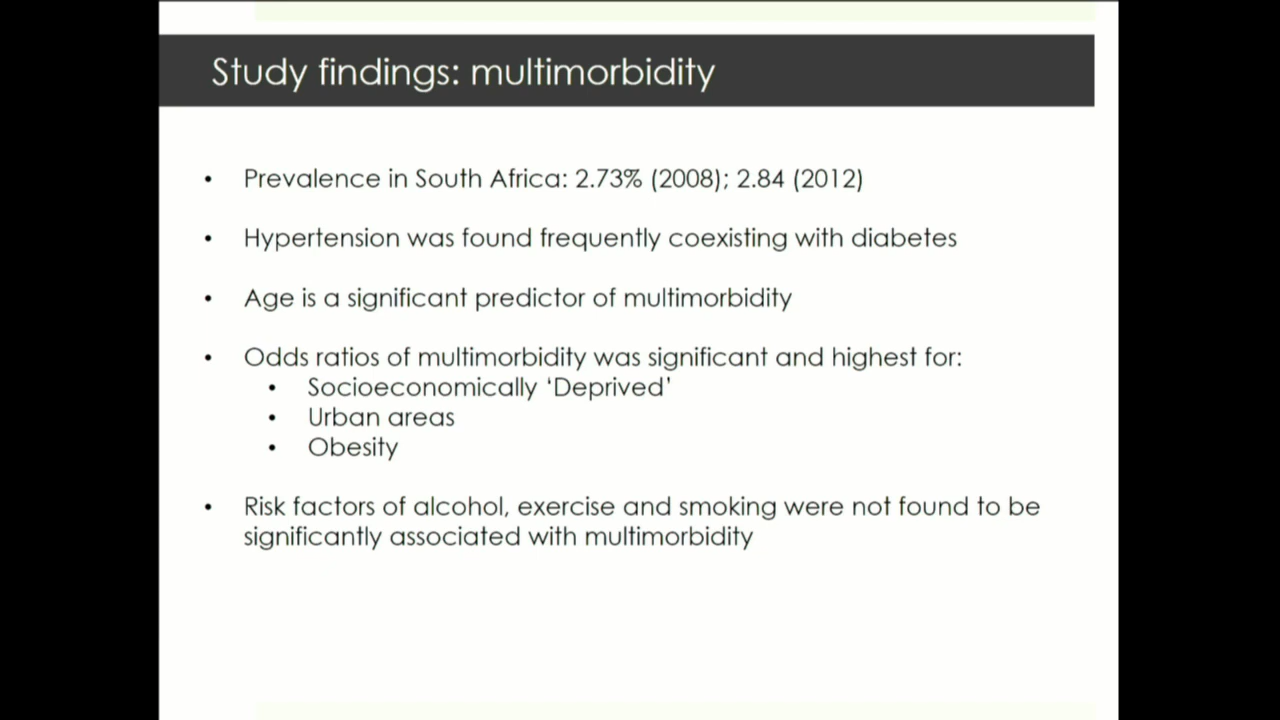 Study findings: multimorbidity
• Prevalence in South Africa: 2.73% (2008); 2.84 (2012)
• Hypertension was found frequently coexisting with diabetes
• Age is a significant predictor of multimorbidity
• Odds ratios of multimorbidity was significant and highest for:
• Socioeconomically ‘Deprived’
• Urban areas
• Obesity
• Risk factors of alcohol, exercise and smoking were not found to be
significantly associated with multimorbidity